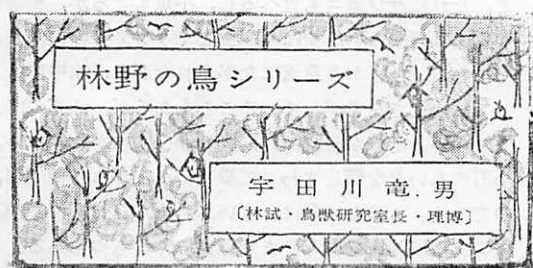 林野の鳥シリーズ
宇田川竜男
〔林試・鳥獣研究室長・理博〕